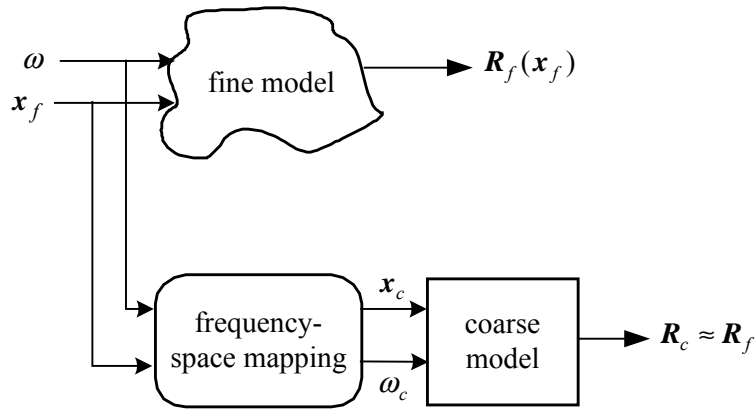 ω
x_f
fine model
R_f(x_f)
frequency-
space mapping
x_c
ω_c
coarse
model
R_c ≈ R_f